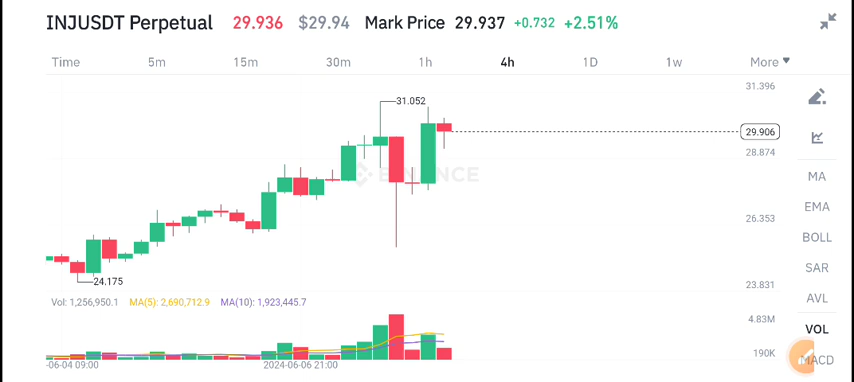 INJUSDT Perpetual 29.936 $29.94 Mark Price 29.937 +0.732 +2.51%
Time 5m 15m 30m 1h 4h 1D 1w More
31.396
31.052
29.906
28.874
BINANCE
MA
EMA
26.353
BOLL
SAR
24.175
23.831
AVL
Vol: 1,256,950.1 MA(5): 2,690,712.9 MA(10): 1,923,445.7
4.83M
VOL
190K
MACD
-06-04 09:00 2024-06-06 21:00